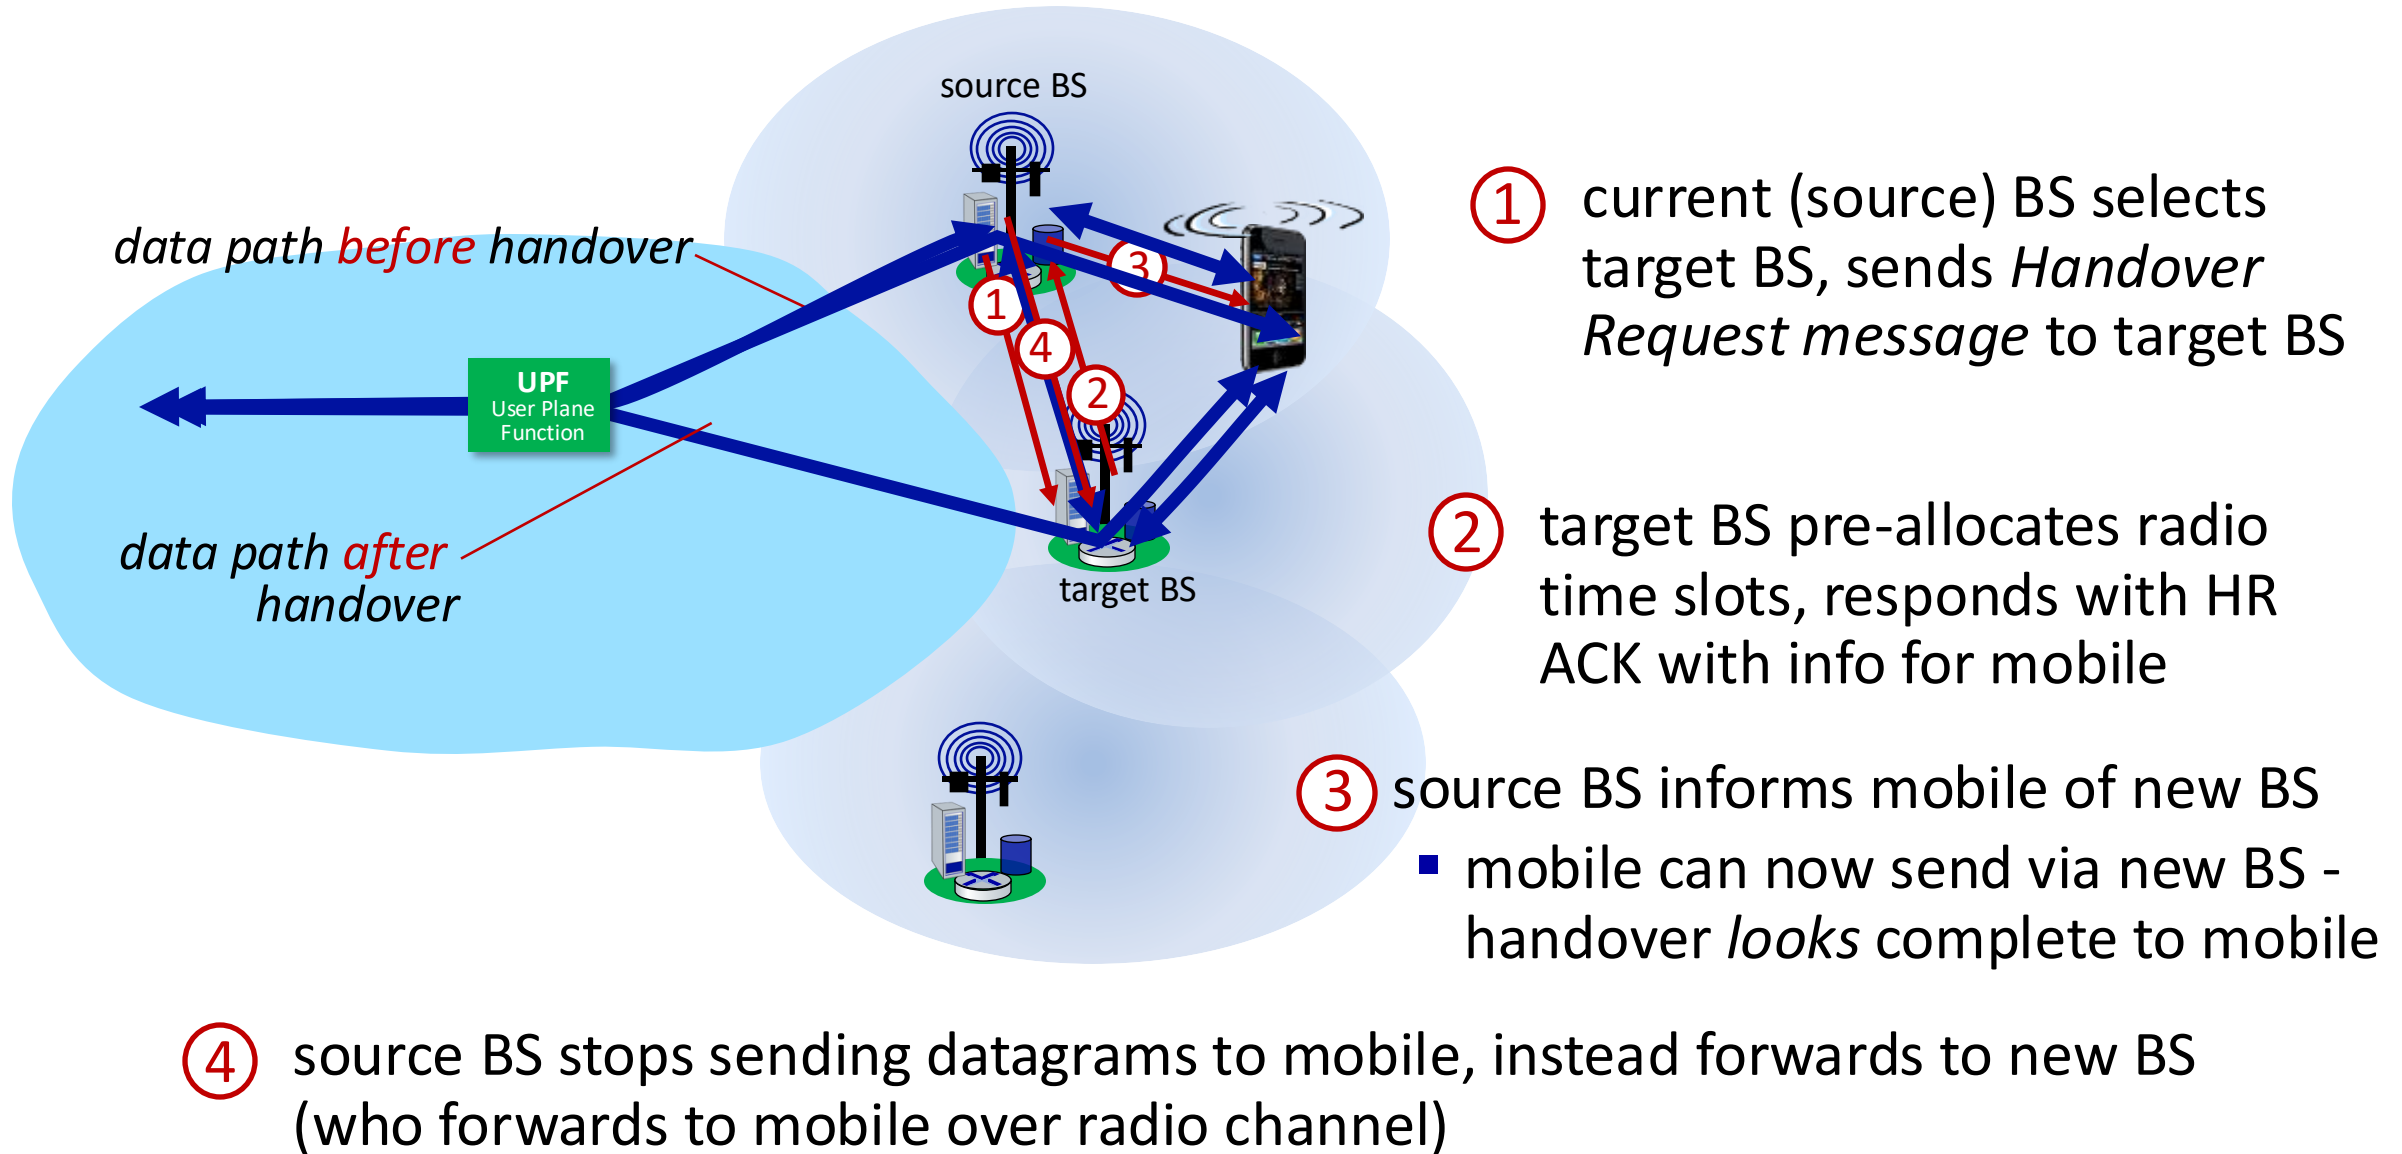 source BS
data path before handover
UPF
User Plane
Function
data path after
handover
target BS
1
4
2
3
1 current (source) BS selects
target BS, sends Handover
Request message to target BS
2 target BS pre-allocates radio
time slots, responds with HR
ACK with info for mobile
3 source BS informs mobile of new BS
▪ mobile can now send via new BS -
handover looks complete to mobile
4 source BS stops sending datagrams to mobile, instead forwards to new BS
(who forwards to mobile over radio channel)